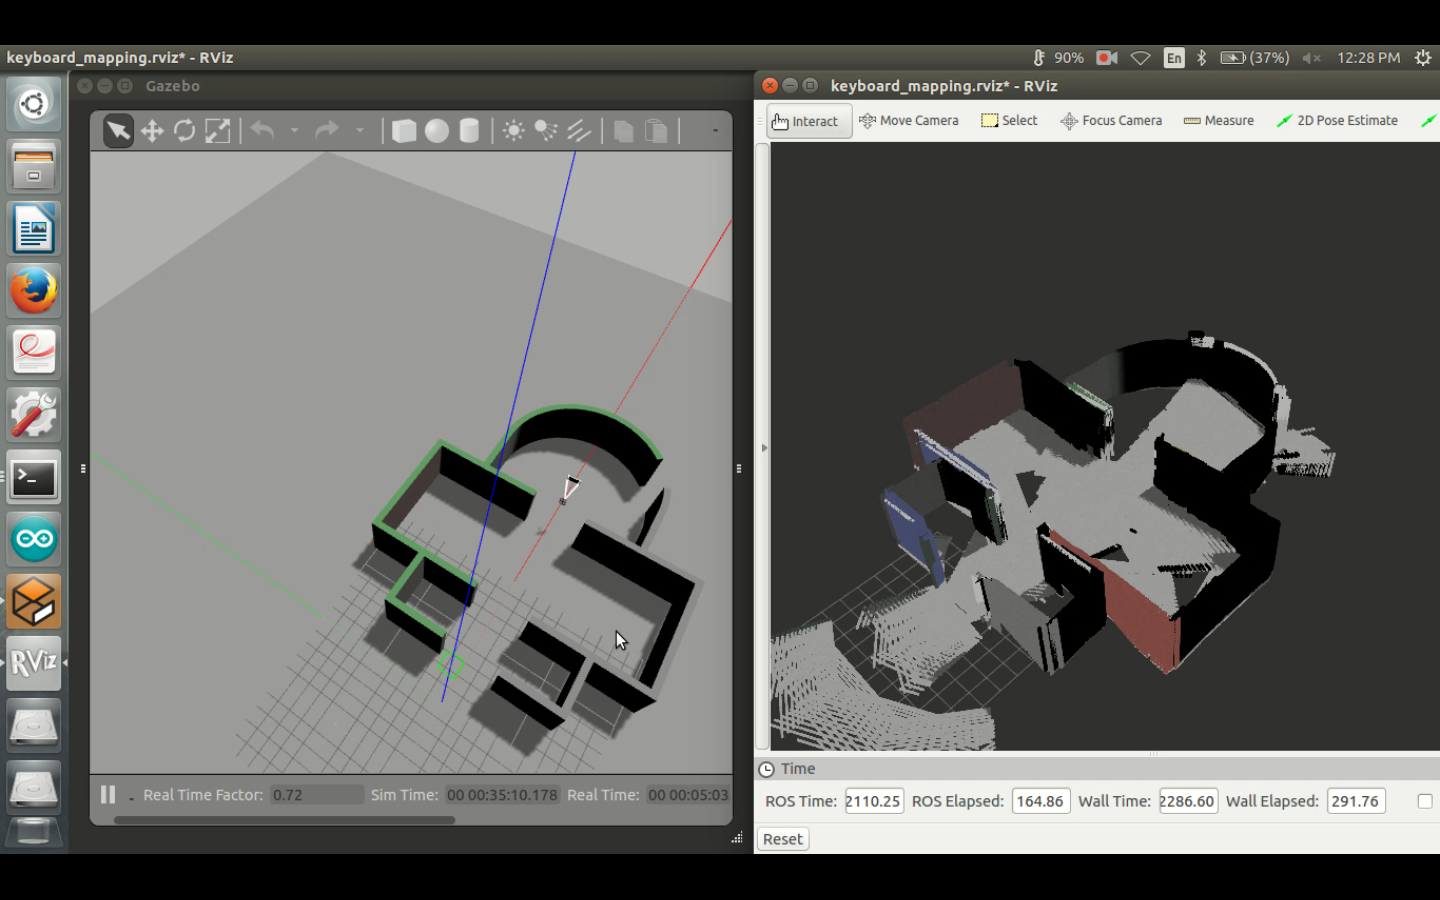 keyboard_mapping.rviz* - RViz
90%
En
(37%)
12:28 PM
Gazebo
keyboard_mapping.rviz* - RViz
Interact
Move Camera
Select
Focus Camera
Measure
2D Pose Estimate
RViz
Time
Real Time Factor: 0.72 Sim Time: 00 00:35:10.178 Real Time: 00 00:05:03
ROS Time: 2110.25 ROS Elapsed: 164.86 Wall Time: 2286.60 Wall Elapsed: 291.76
Reset